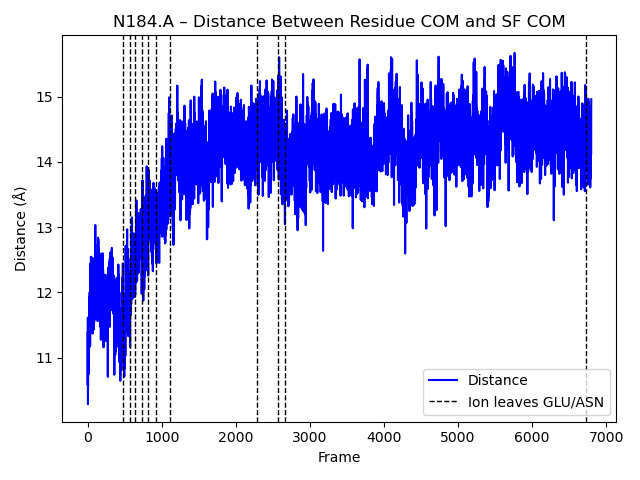 N184.A – Distance Between Residue COM and SF COM
Distance (Å)
15
14
13
12
11
0 1000 2000 3000 4000 5000 6000 7000
Frame
Distance
Ion leaves GLU/ASN